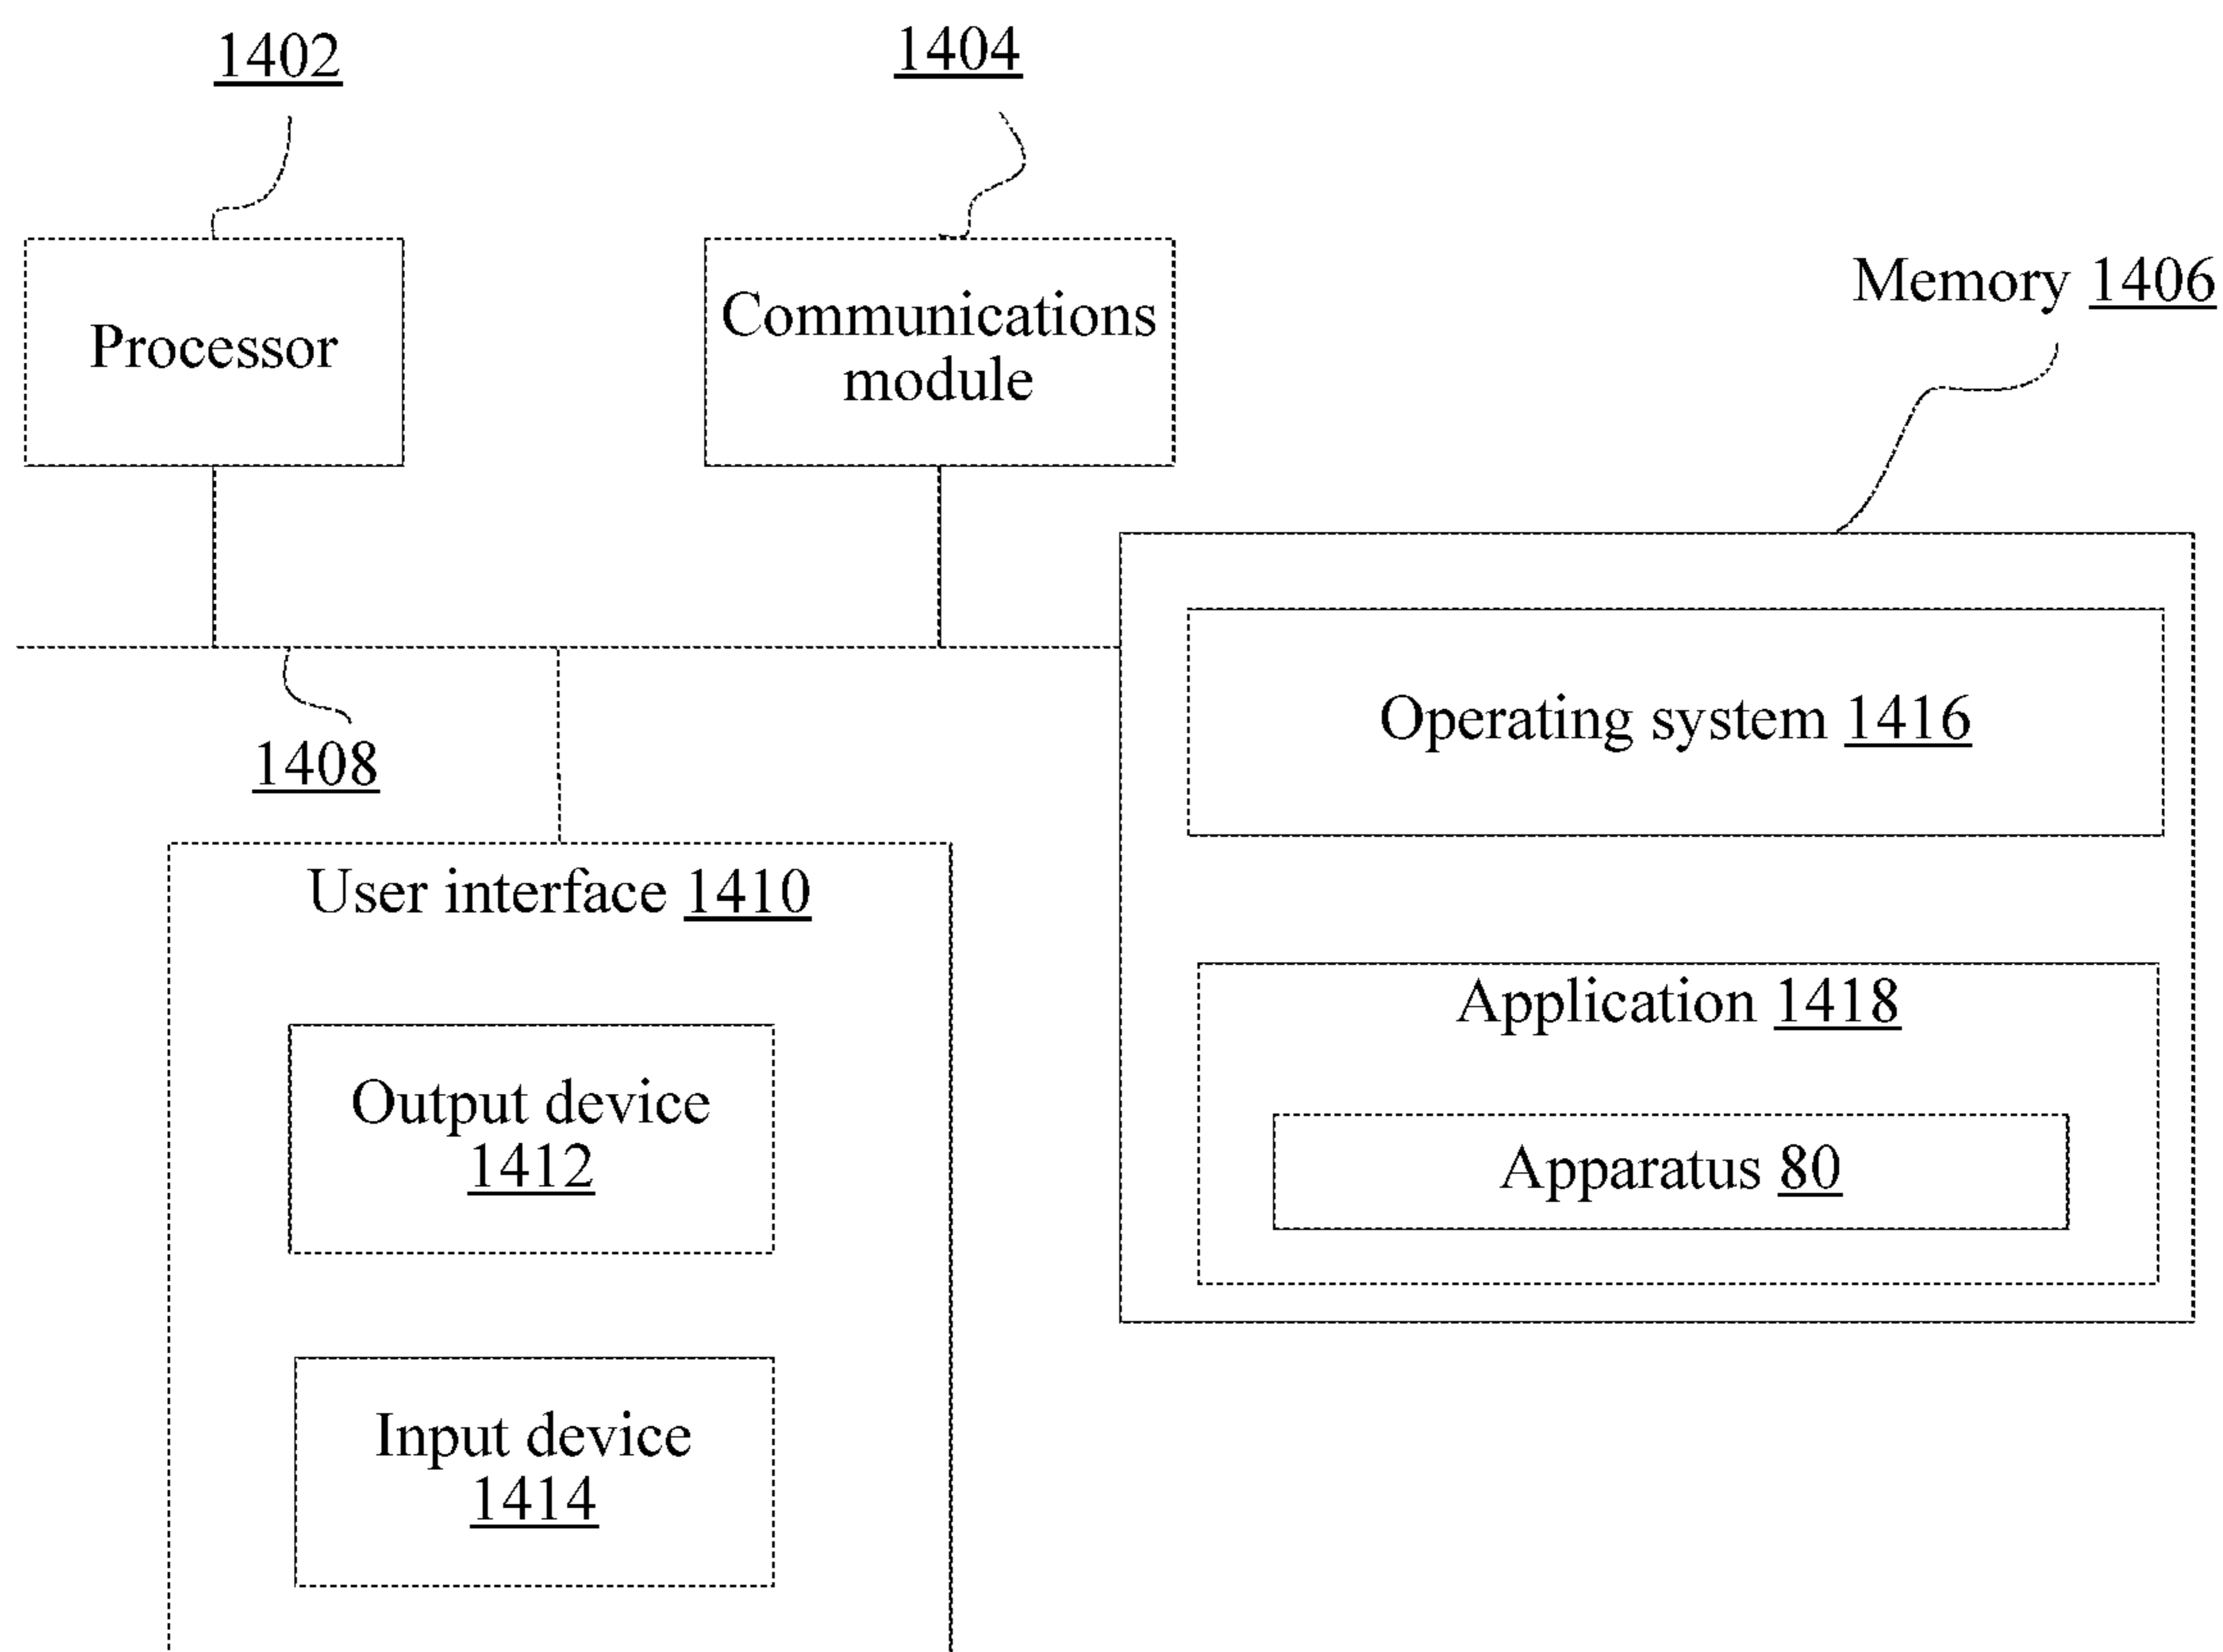 1402
1404
Processor
Communications
module
Memory 1406
1408
Operating system 1416
User interface 1410
Application 1418
Output device
1412
Apparatus 80
Input device
1414